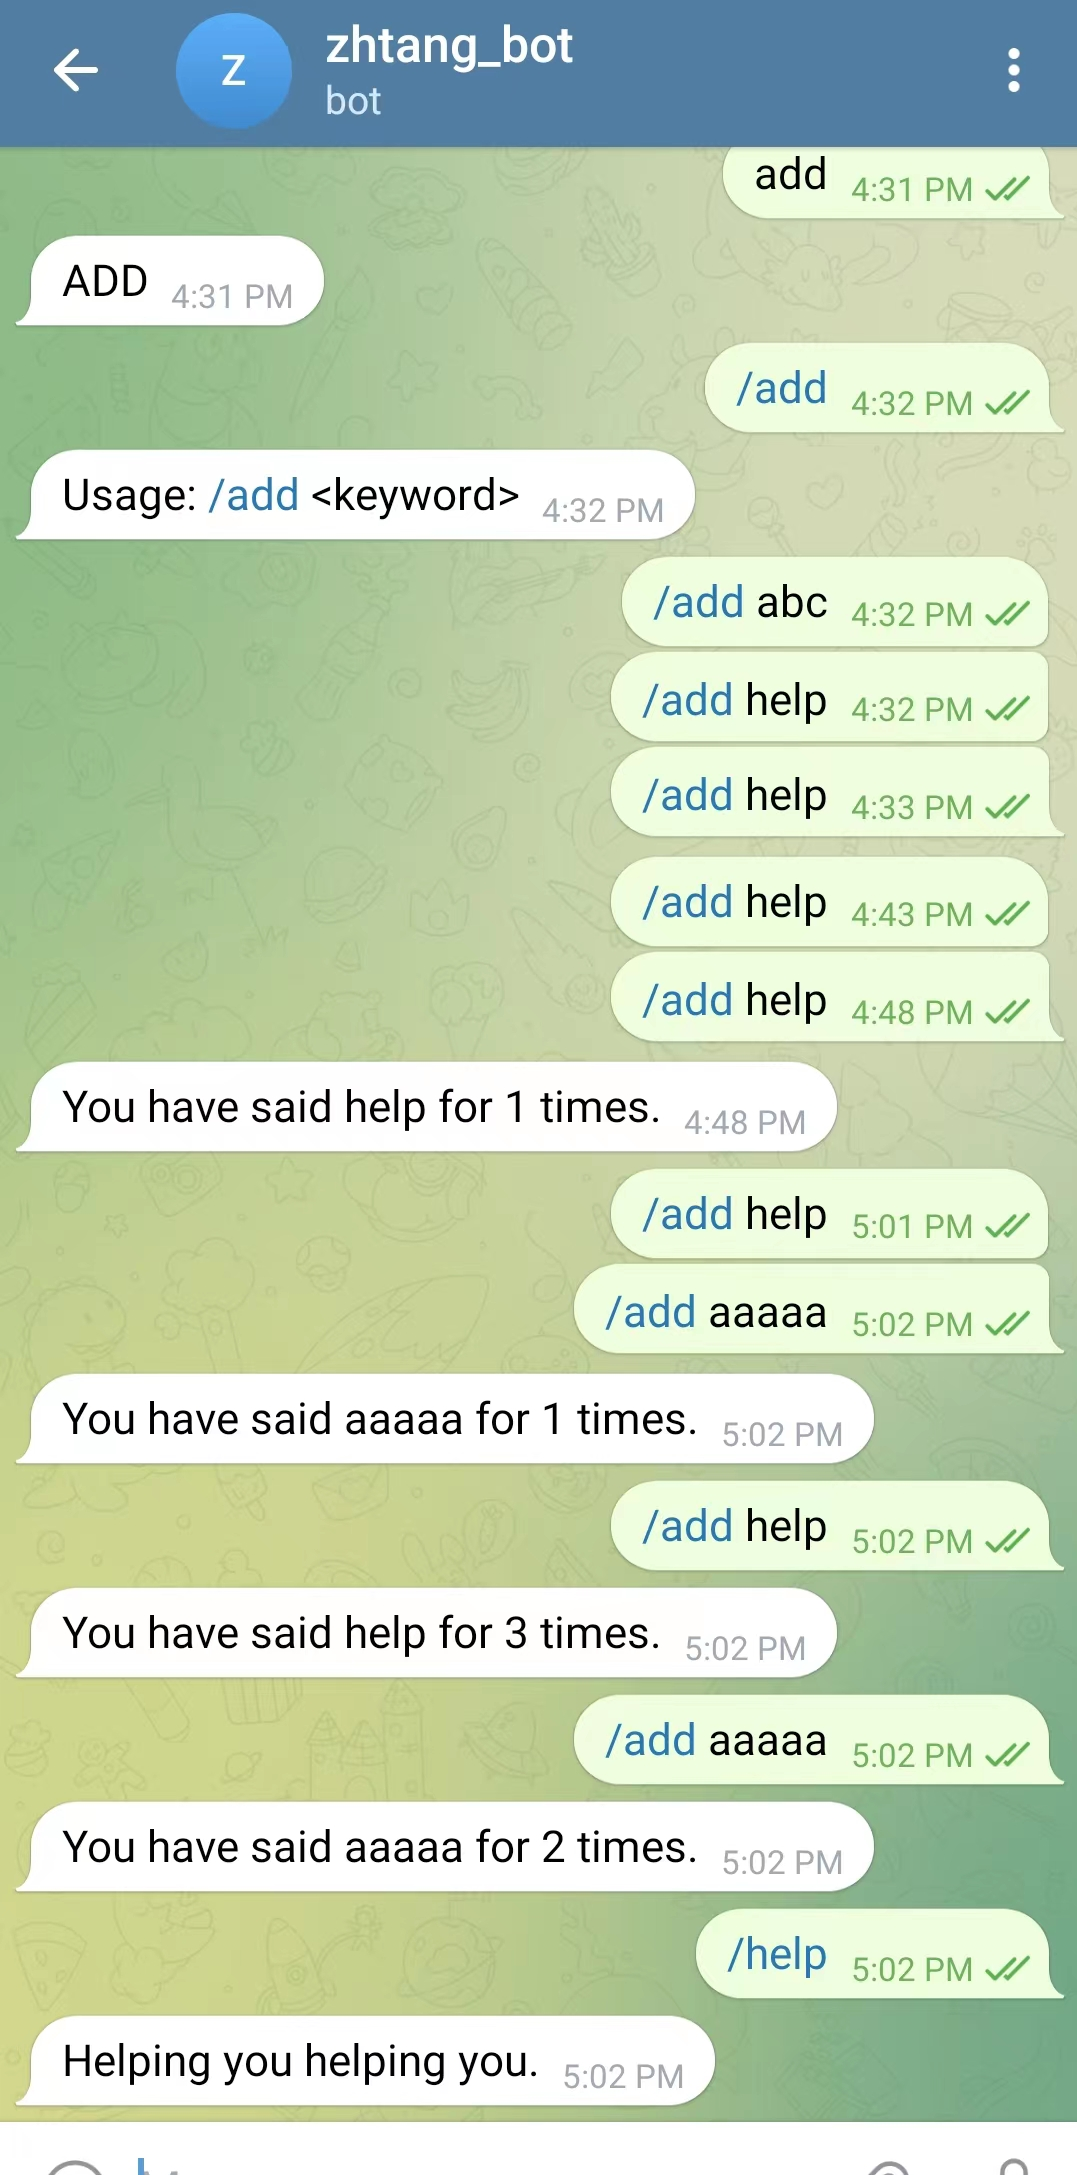 Z
zhtang_bot
bot
add 4:31 PM
ADD 4:31 PM
/add 4:32 PM
Usage: /add <keyword> 4:32 PM
/add abc 4:32 PM
/add help 4:32 PM
/add help 4:33 PM
/add help 4:43 PM
/add help 4:48 PM
You have said help for 1 times. 4:48 PM
/add help 5:01 PM
/add aaaaa 5:02 PM
You have said aaaaa for 1 times. 5:02 PM
/add help 5:02 PM
You have said help for 3 times. 5:02 PM
/add aaaaa 5:02 PM
You have said aaaaa for 2 times. 5:02 PM
/help 5:02 PM
Helping you helping you. 5:02 PM